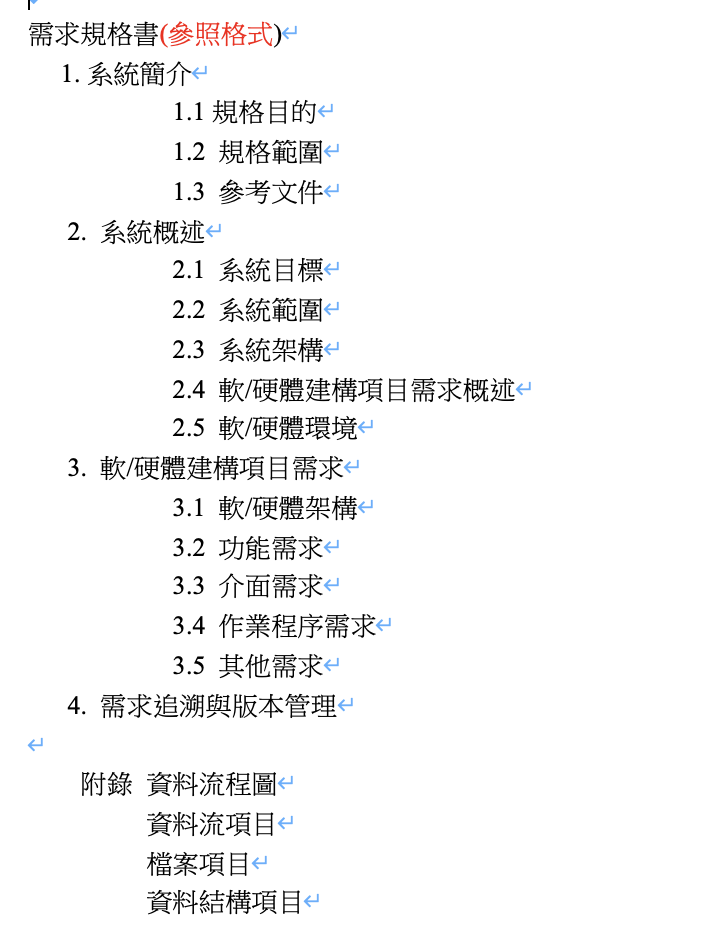 需求規格書(參照格式)
1. 系統簡介
1.1 規格目的
1.2 規格範圍
1.3 參考文件
2. 系統概述
2.1 系統目標
2.2 系統範圍
2.3 系統架構
2.4 軟/硬體建構項目需求概述
2.5 軟/硬體環境
3. 軟/硬體建構項目需求
3.1 軟/硬體架構
3.2 功能需求
3.3 介面需求
3.4 作業程序需求
3.5 其他需求
4. 需求追溯與版本管理
附錄 資料流程圖
資料流項目
檔案項目
資料結構項目